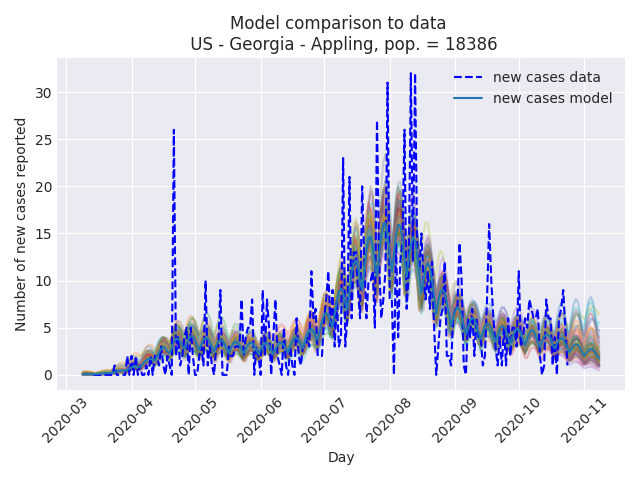 Model comparison to data
US - Georgia - Appling, pop. = 18386
new cases data
new cases model
Number of new cases reported
30
25
20
15
10
5
0
2020-03
2020-04
2020-05
2020-06
2020-07
2020-08
2020-09
2020-10
2020-11
Day